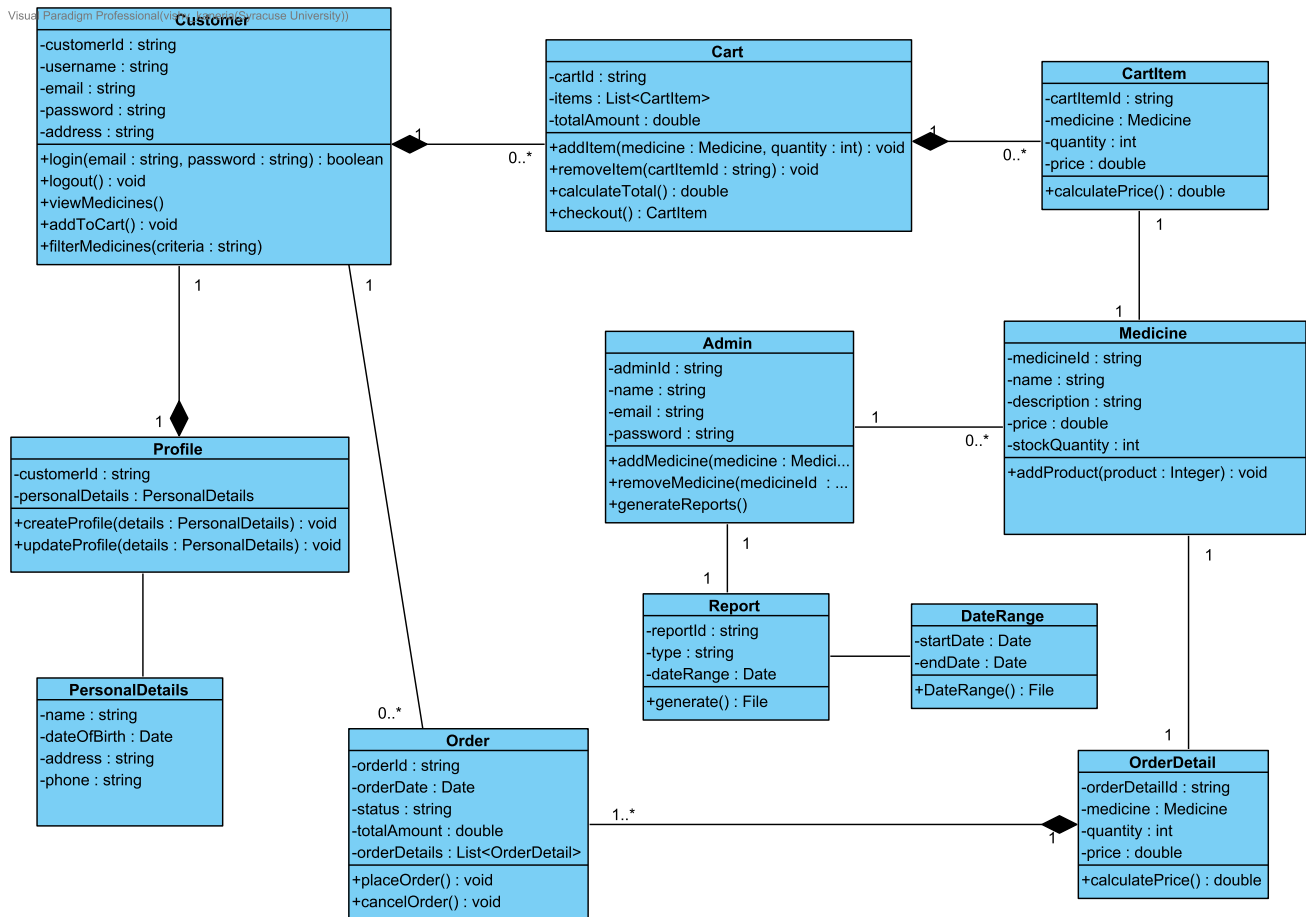 Visual Paradigm Professional(vishv kaneria(Syracuse University))
Customer
-customerId : string
-username : string
-email : string
-password : string
-address : string
+login(email : string, password : string) : boolean
+logout() : void
+viewMedicines()
+addToCart() : void
+filterMedicines(criteria : string)
1
0..*
Cart
-cartId : string
-items : List<CartItem>
-totalAmount : double
+addItem(medicine : Medicine, quantity : int) : void
+removeItem(cartItemId : string) : void
+calculateTotal() : double
+checkout() : CartItem
1
0..*
CartItem
-cartItemId : string
-medicine : Medicine
-quantity : int
-price : double
+calculatePrice() : double
1
1
1
1
1
Profile
-customerId : string
-personalDetails : PersonalDetails
+createProfile(details : PersonalDetails) : void
+updateProfile(details : PersonalDetails) : void
Admin
-adminId : string
-name : string
-email : string
-password : string
+addMedicine(medicine : Medici...
+removeMedicine(medicineId : ...
+generateReports()
1
0..*
Medicine
-medicineId : string
-name : string
-description : string
-price : double
-stockQuantity : int
+addProduct(product : Integer) : void
1
1
1
Report
-reportId : string
-type : string
-dateRange : Date
+generate() : File
DateRange
-startDate : Date
-endDate : Date
+DateRange() : File
PersonalDetails
-name : string
-dateOfBirth : Date
-address : string
-phone : string
0..*
Order
-orderId : string
-orderDate : Date
-status : string
-totalAmount : double
-orderDetails : List<OrderDetail>
+placeOrder() : void
+cancelOrder() : void
1..*
1
1
OrderDetail
-orderDetailId : string
-medicine : Medicine
-quantity : int
-price : double
+calculatePrice() : double